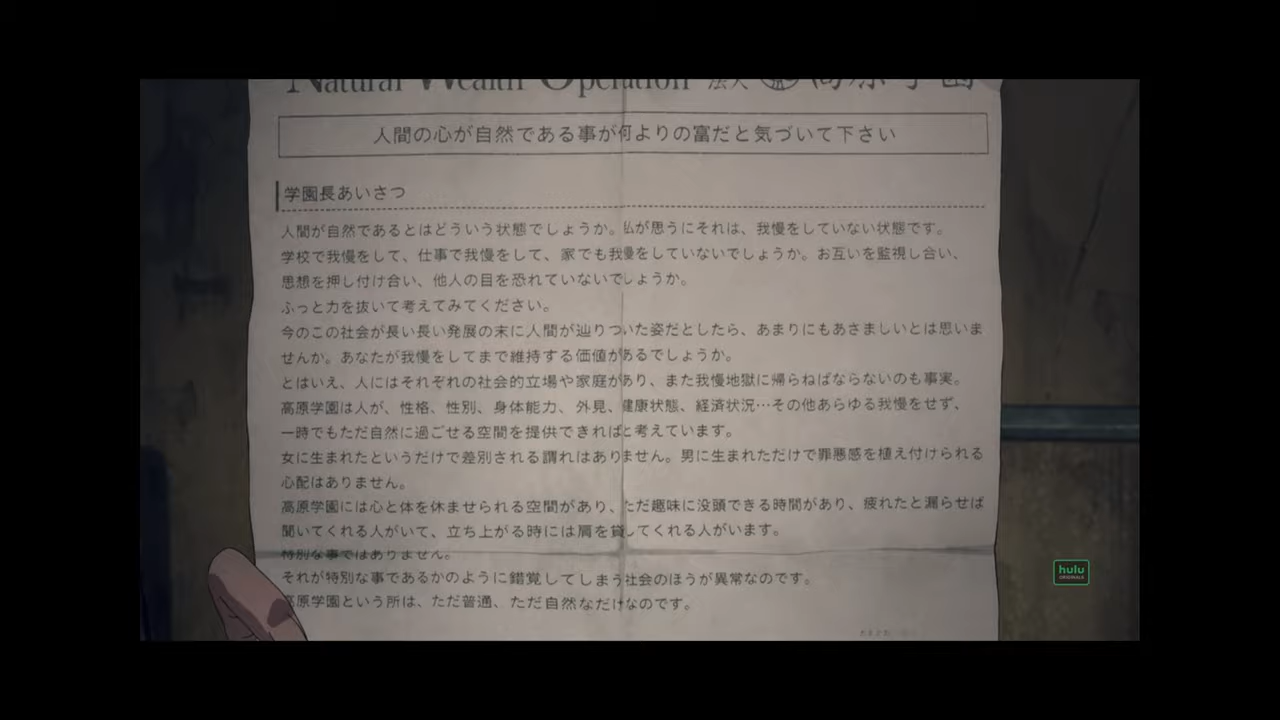 Natural Wealth Operation 法人 高原学園
人間の心が自然である事が何よりの富だと気づいて下さい
学園長あいさつ
人間が自然であるとはどういう状態でしょうか。私が思うにそれは、我慢をしていない状態です。
学校で我慢をして、仕事で我慢をして、家でも我慢をしていないでしょうか。お互いを監視し合い、
思想を押し付け合い、他人の目を恐れていないでしょうか。
ふっと力を抜いて考えてみてください。
今のこの社会が長い長い発展の末に人間が辿りついた姿だとしたら、あまりにもあさましいとは思いま
せんか。あなたが我慢をしてまで維持する価値があるでしょうか。
とはいえ、人にはそれぞれの社会的立場や家庭があり、また我慢地獄に帰らねばならないのも事実。
高原学園は人が、性格、性別、身体能力、外見、健康状態、経済状況…その他あらゆる我慢をせず、
一時でもただ自然に過ごせる空間を提供できればと考えています。
女に生まれたというだけで差別される謂れはありません。男に生まれただけで罪悪感を植え付けられる
心配はありません。
高原学園には心と体を休ませられる空間があり、ただ趣味に没頭できる時間があり、疲れたと漏らせば
聞いてくれる人がいて、立ち上がる時には肩を貸してくれる人がいます。
特別な事ではありません。
それが特別な事であるかのように錯覚してしまう社会のほうが異常なのです。
高原学園という所は、ただ普通、ただ自然なだけなのです。
hulu
ORIGINALS